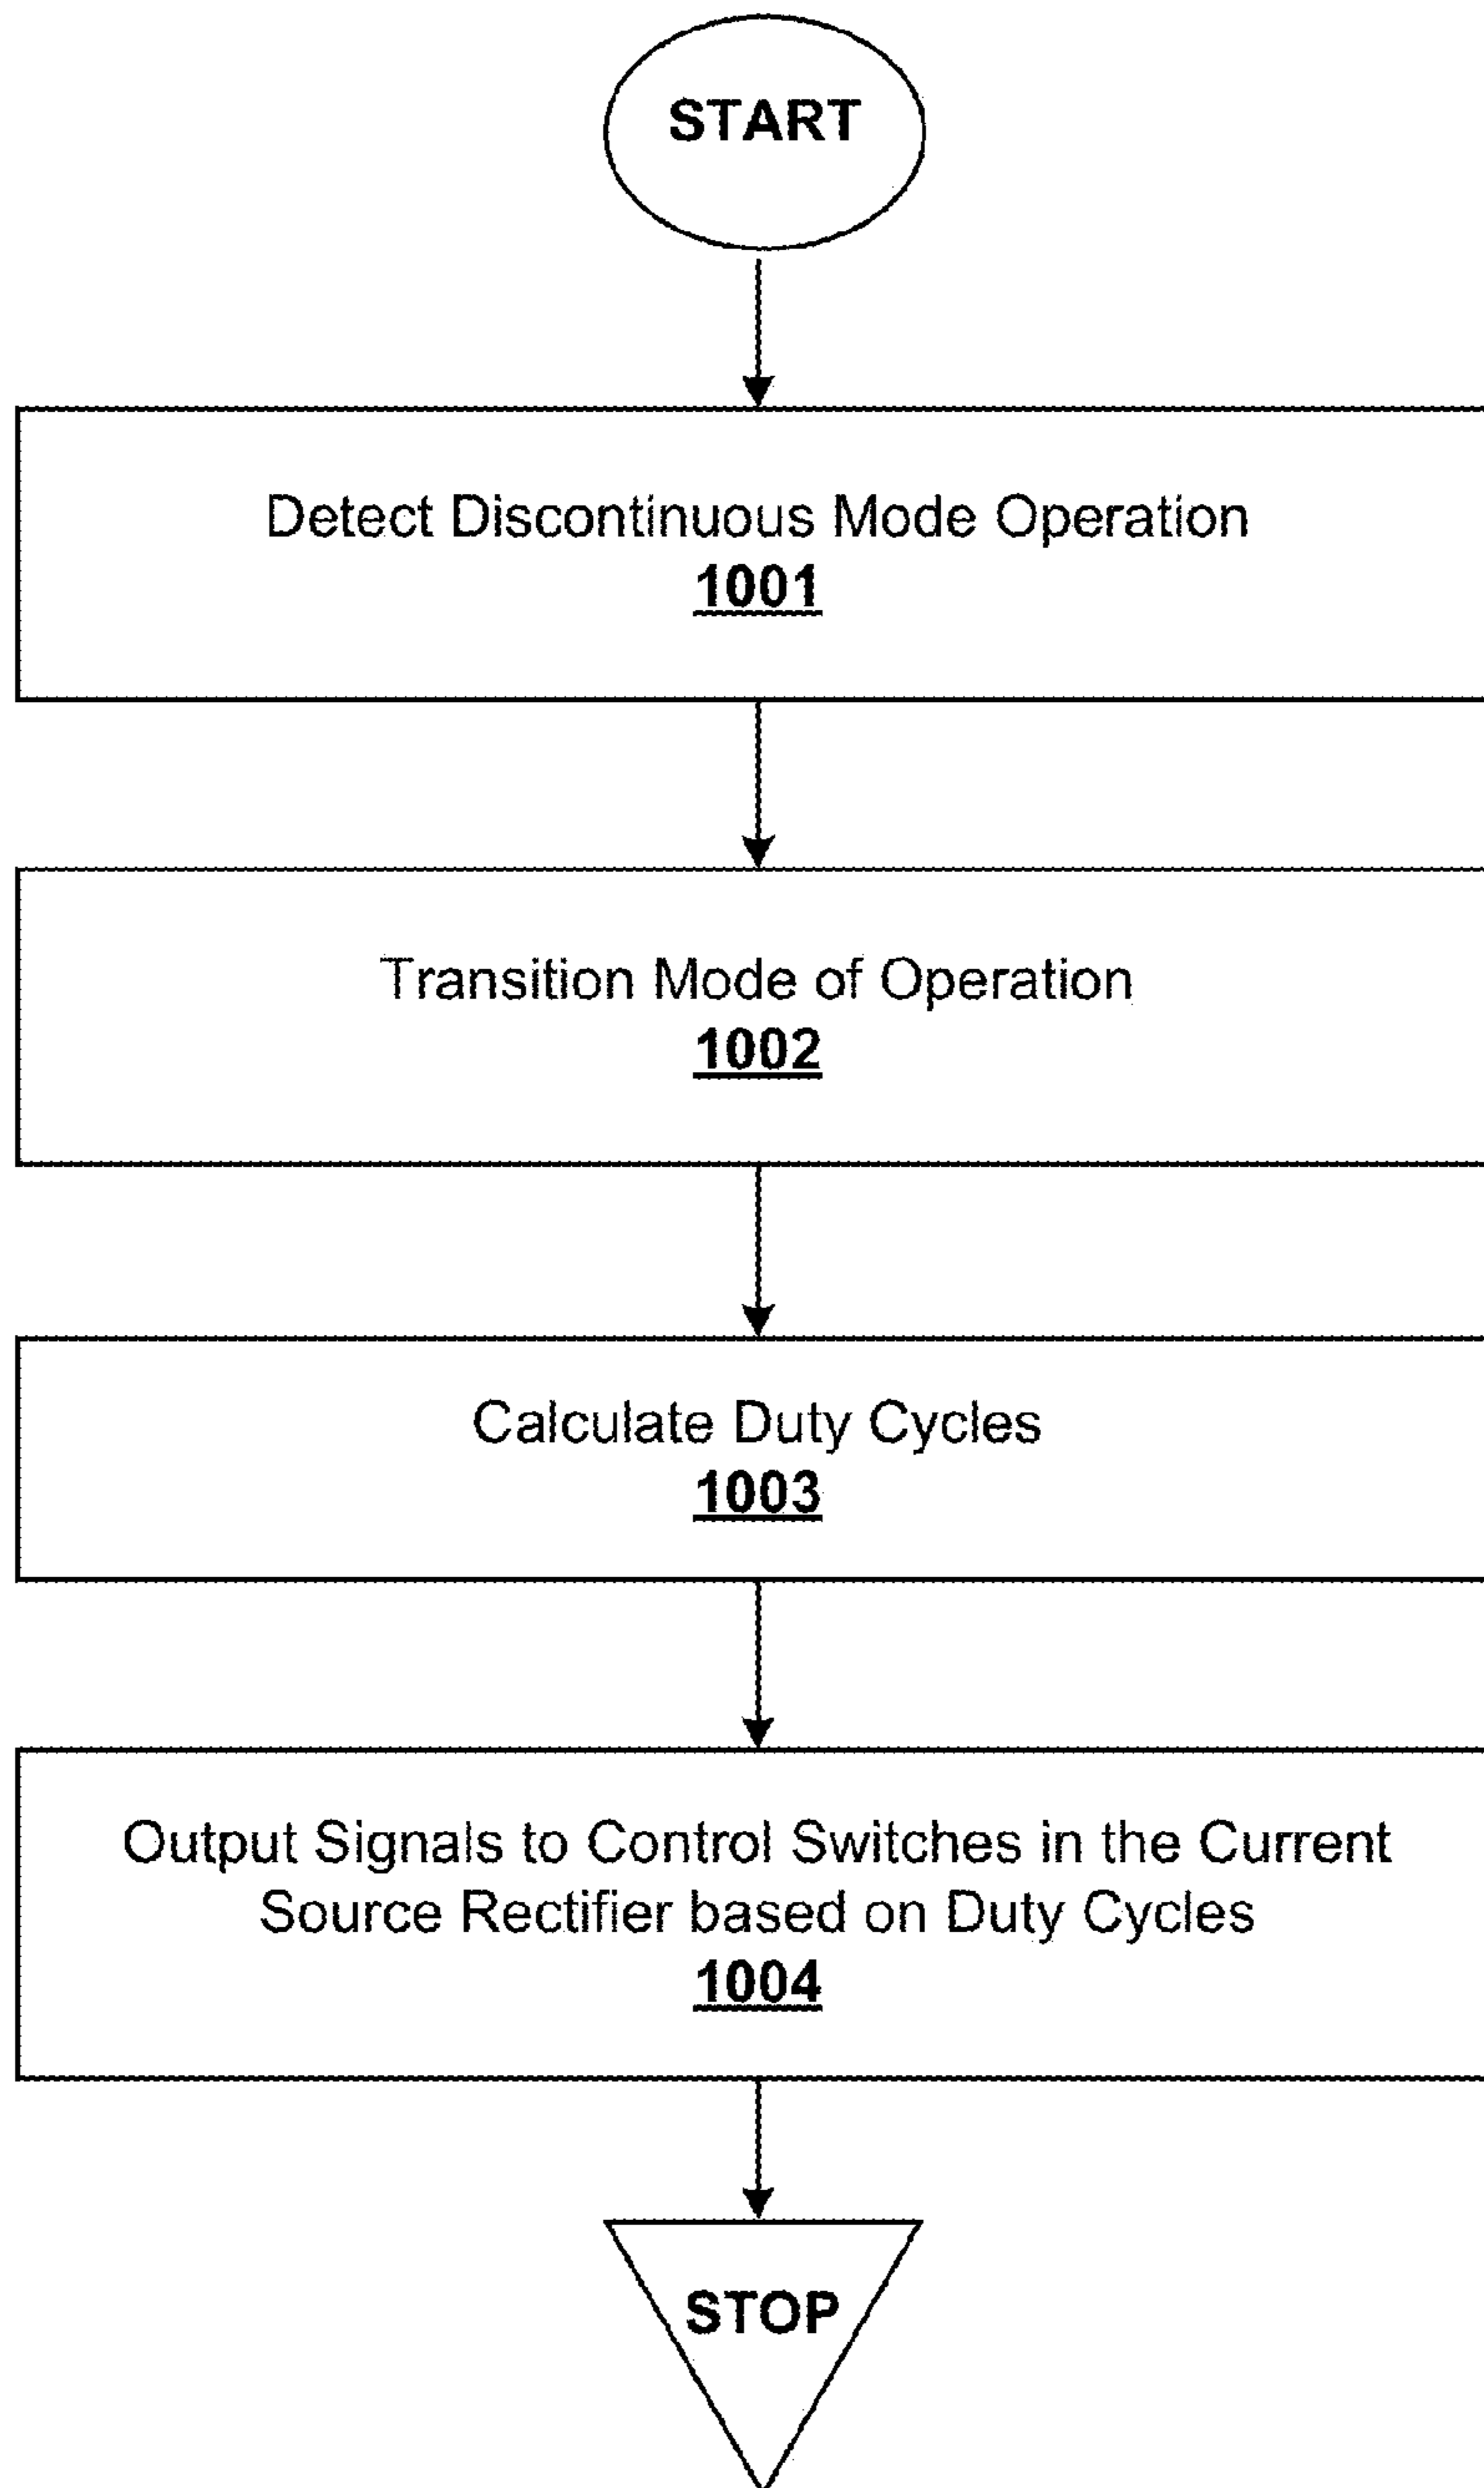 START
Detect Discontinuous Mode Operation
1001
Transition Mode of Operation
1002
Calculate Duty Cycles
1003
Output Signals to Control Switches in the Current
Source Rectifier based on Duty Cycles
1004
STOP